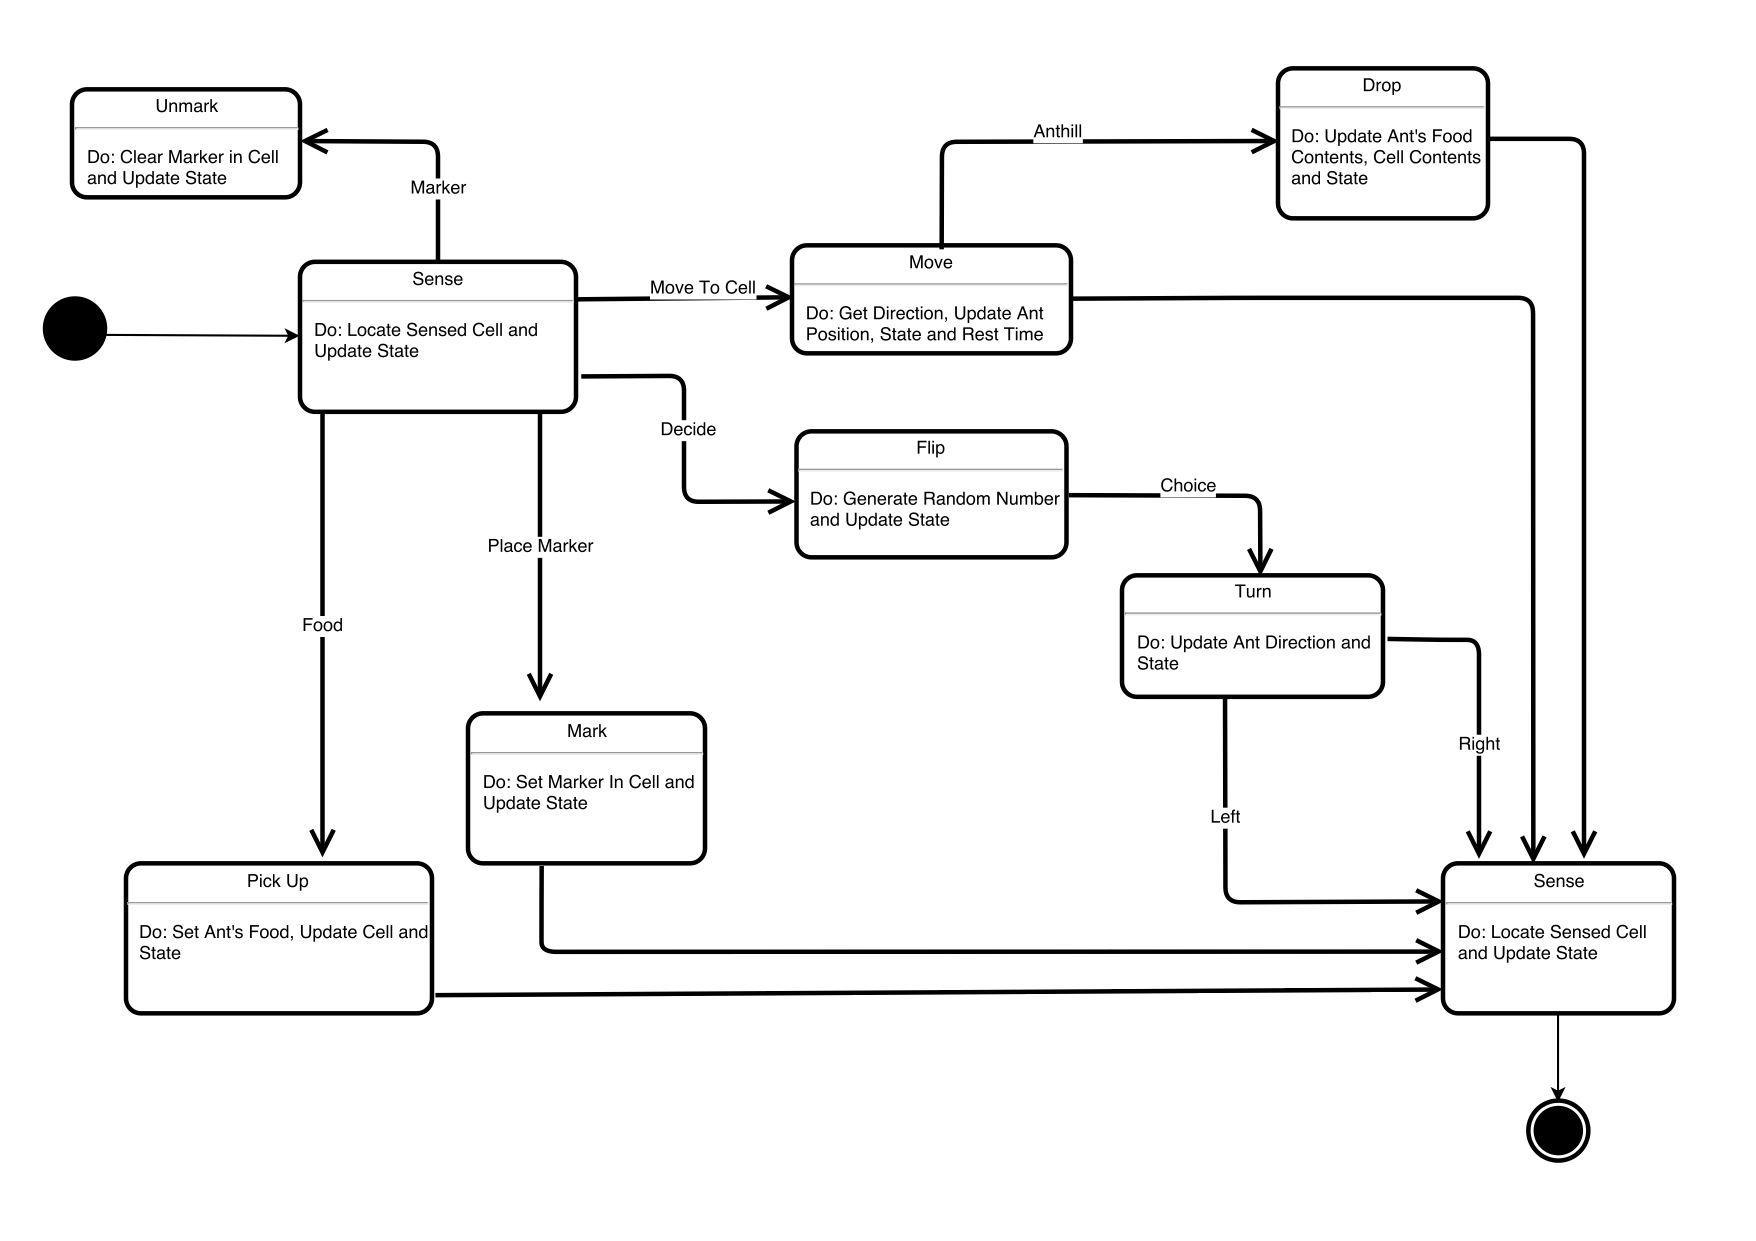 Unmark
Do: Clear Marker in Cell
and Update State
Marker
Sense
Do: Locate Sensed Cell and
Update State
Move To Cell
Move
Do: Get Direction, Update Ant
Position, State and Rest Time
Anthill
Drop
Do: Update Ant's Food
Contents, Cell Contents
and State
Decide
Flip
Do: Generate Random Number
and Update State
Choice
Turn
Do: Update Ant Direction and
State
Place Marker
Food
Right
Left
Mark
Do: Set Marker In Cell and
Update State
Pick Up
Do: Set Ant's Food, Update Cell and
State
Sense
Do: Locate Sensed Cell
and Update State